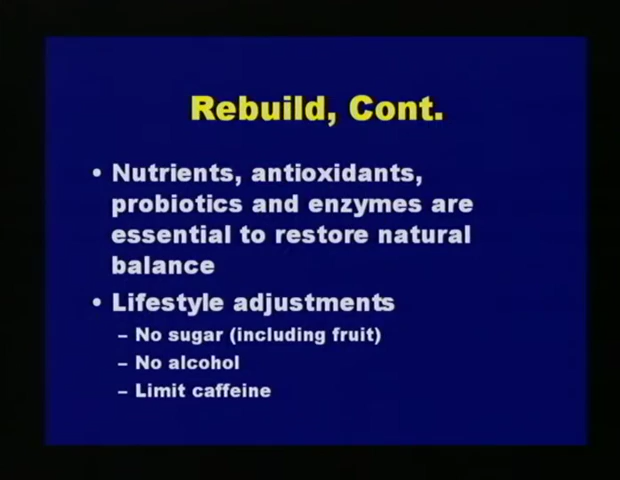 Rebuild, Cont.
• Nutrients, antioxidants,
probiotics and enzymes are
essential to restore natural
balance
• Lifestyle adjustments
– No sugar (including fruit)
– No alcohol
– Limit caffeine